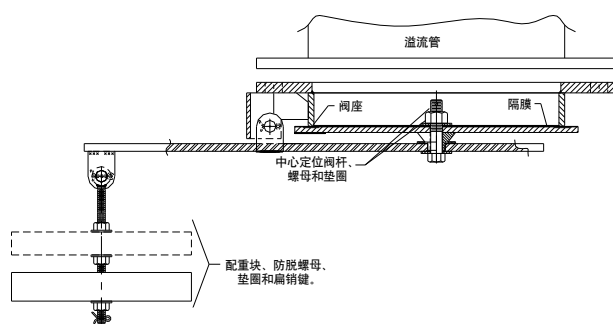 溢流管
阀座
隔膜
中心定位阀杆、
螺母和垫圈
配重块、防脱螺母、
垫圈和扁销键。